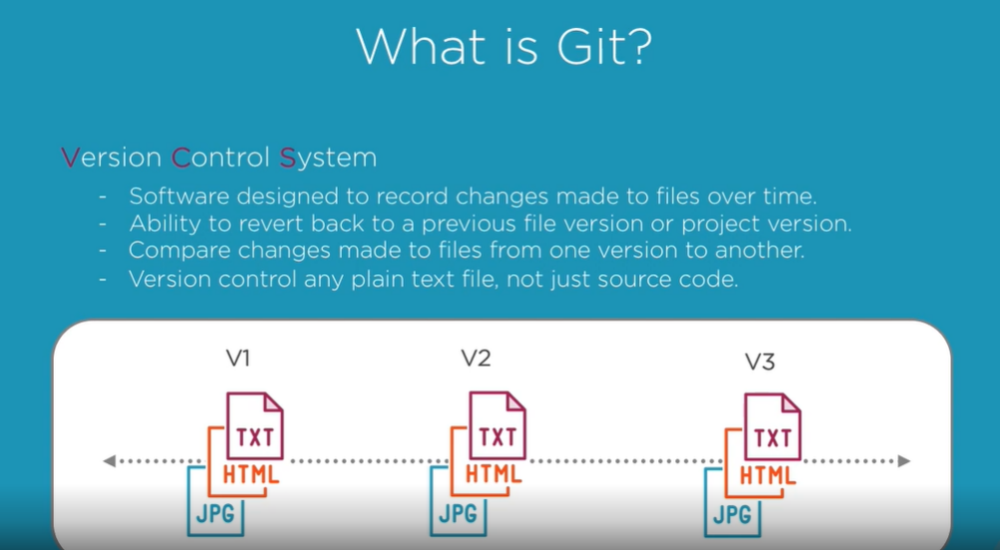 What is Git?
Version Control System
- Software designed to record changes made to files over time.
- Ability to revert back to a previous file version or project version.
- Compare changes made to files from one version to another.
- Version control any plain text file, not just source code.
V1 V2 V3
TXT TXT TXT
HTML HTML HTML
JPG JPG JPG